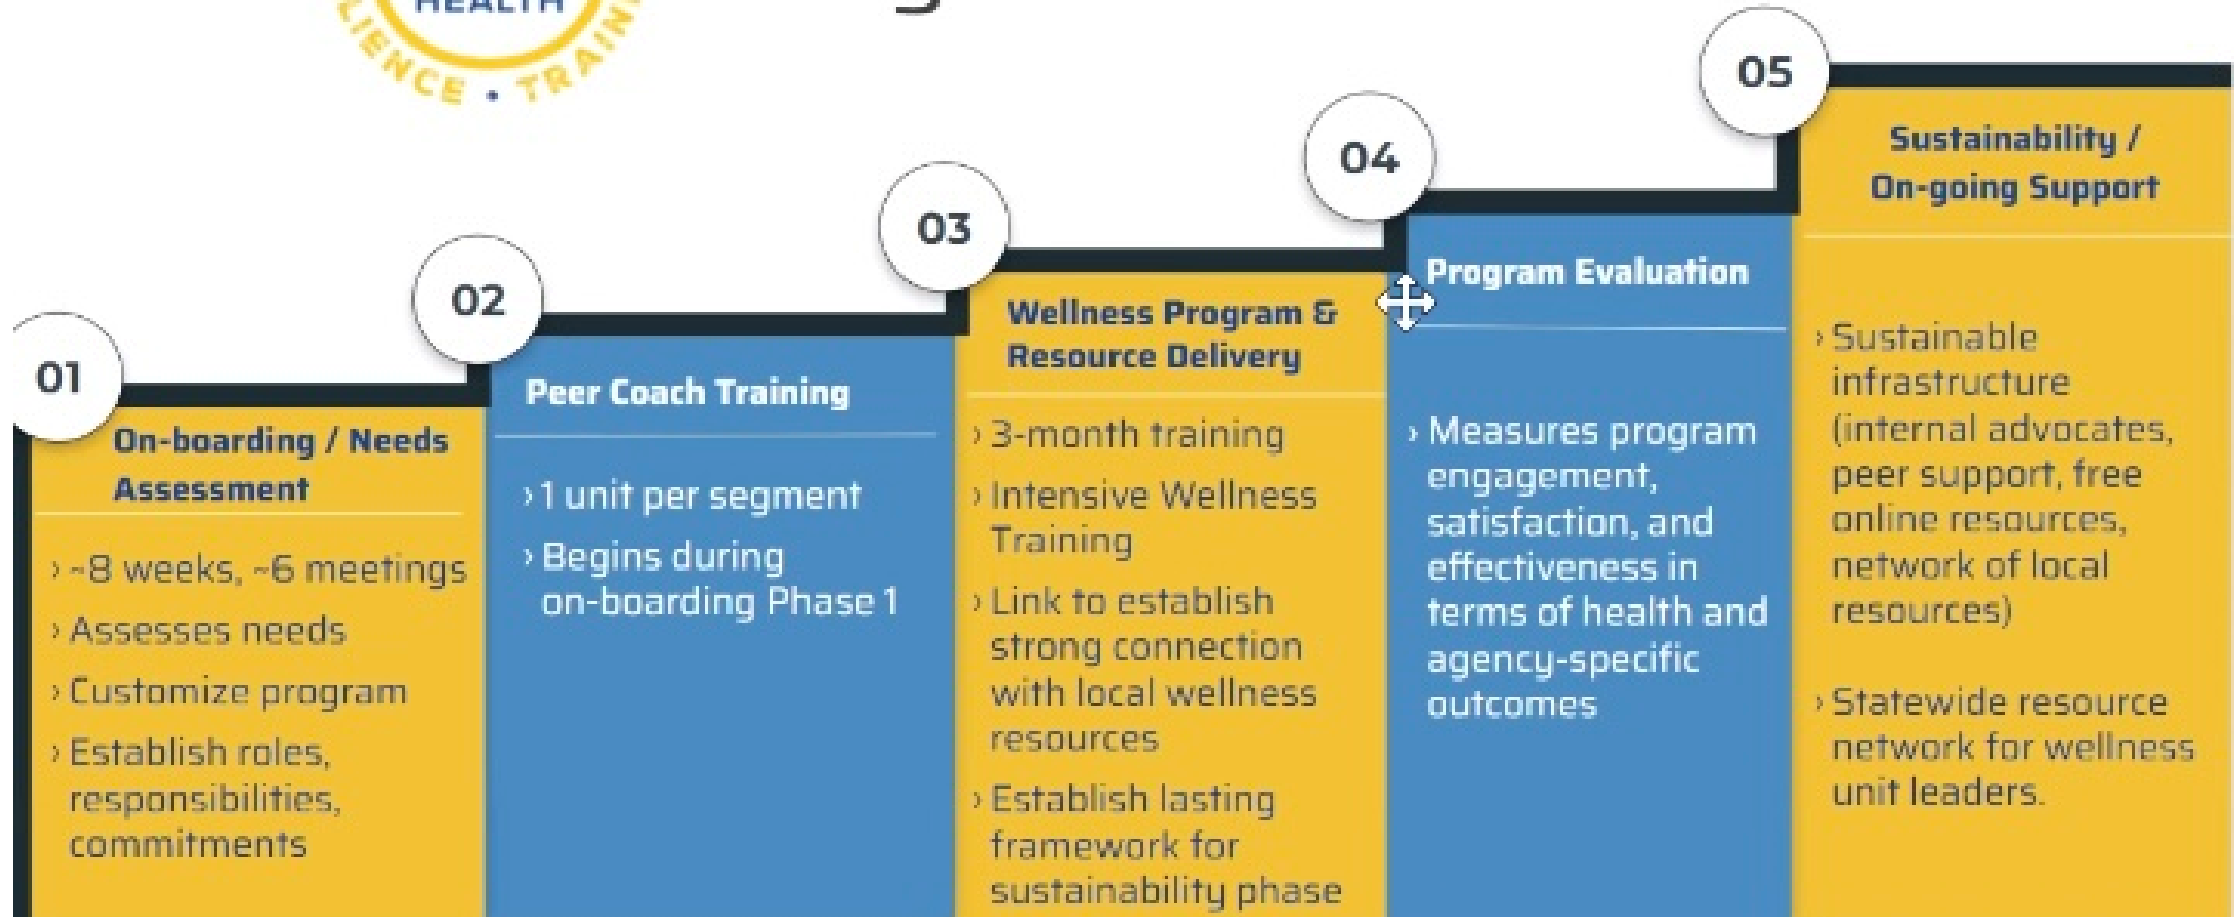 HEALTH
LIENCE • TRAIN
01
On-boarding / Needs
Assessment
› ~8 weeks, ~6 meetings
› Assesses needs
› Customize program
› Establish roles,
responsibilities,
commitments
02
Peer Coach Training
› 1 unit per segment
› Begins during
on-boarding Phase 1
03
Wellness Program &
Resource Delivery
› 3-month training
› Intensive Wellness
Training
› Link to establish
strong connection
with local wellness
resources
› Establish lasting
framework for
sustainability phase
04
Program Evaluation
› Measures program
engagement,
satisfaction, and
effectiveness in
terms of health and
agency-specific
outcomes
05
Sustainability /
On-going Support
› Sustainable
infrastructure
(internal advocates,
peer support, free
online resources,
network of local
resources)
› Statewide resource
network for wellness
unit leaders.